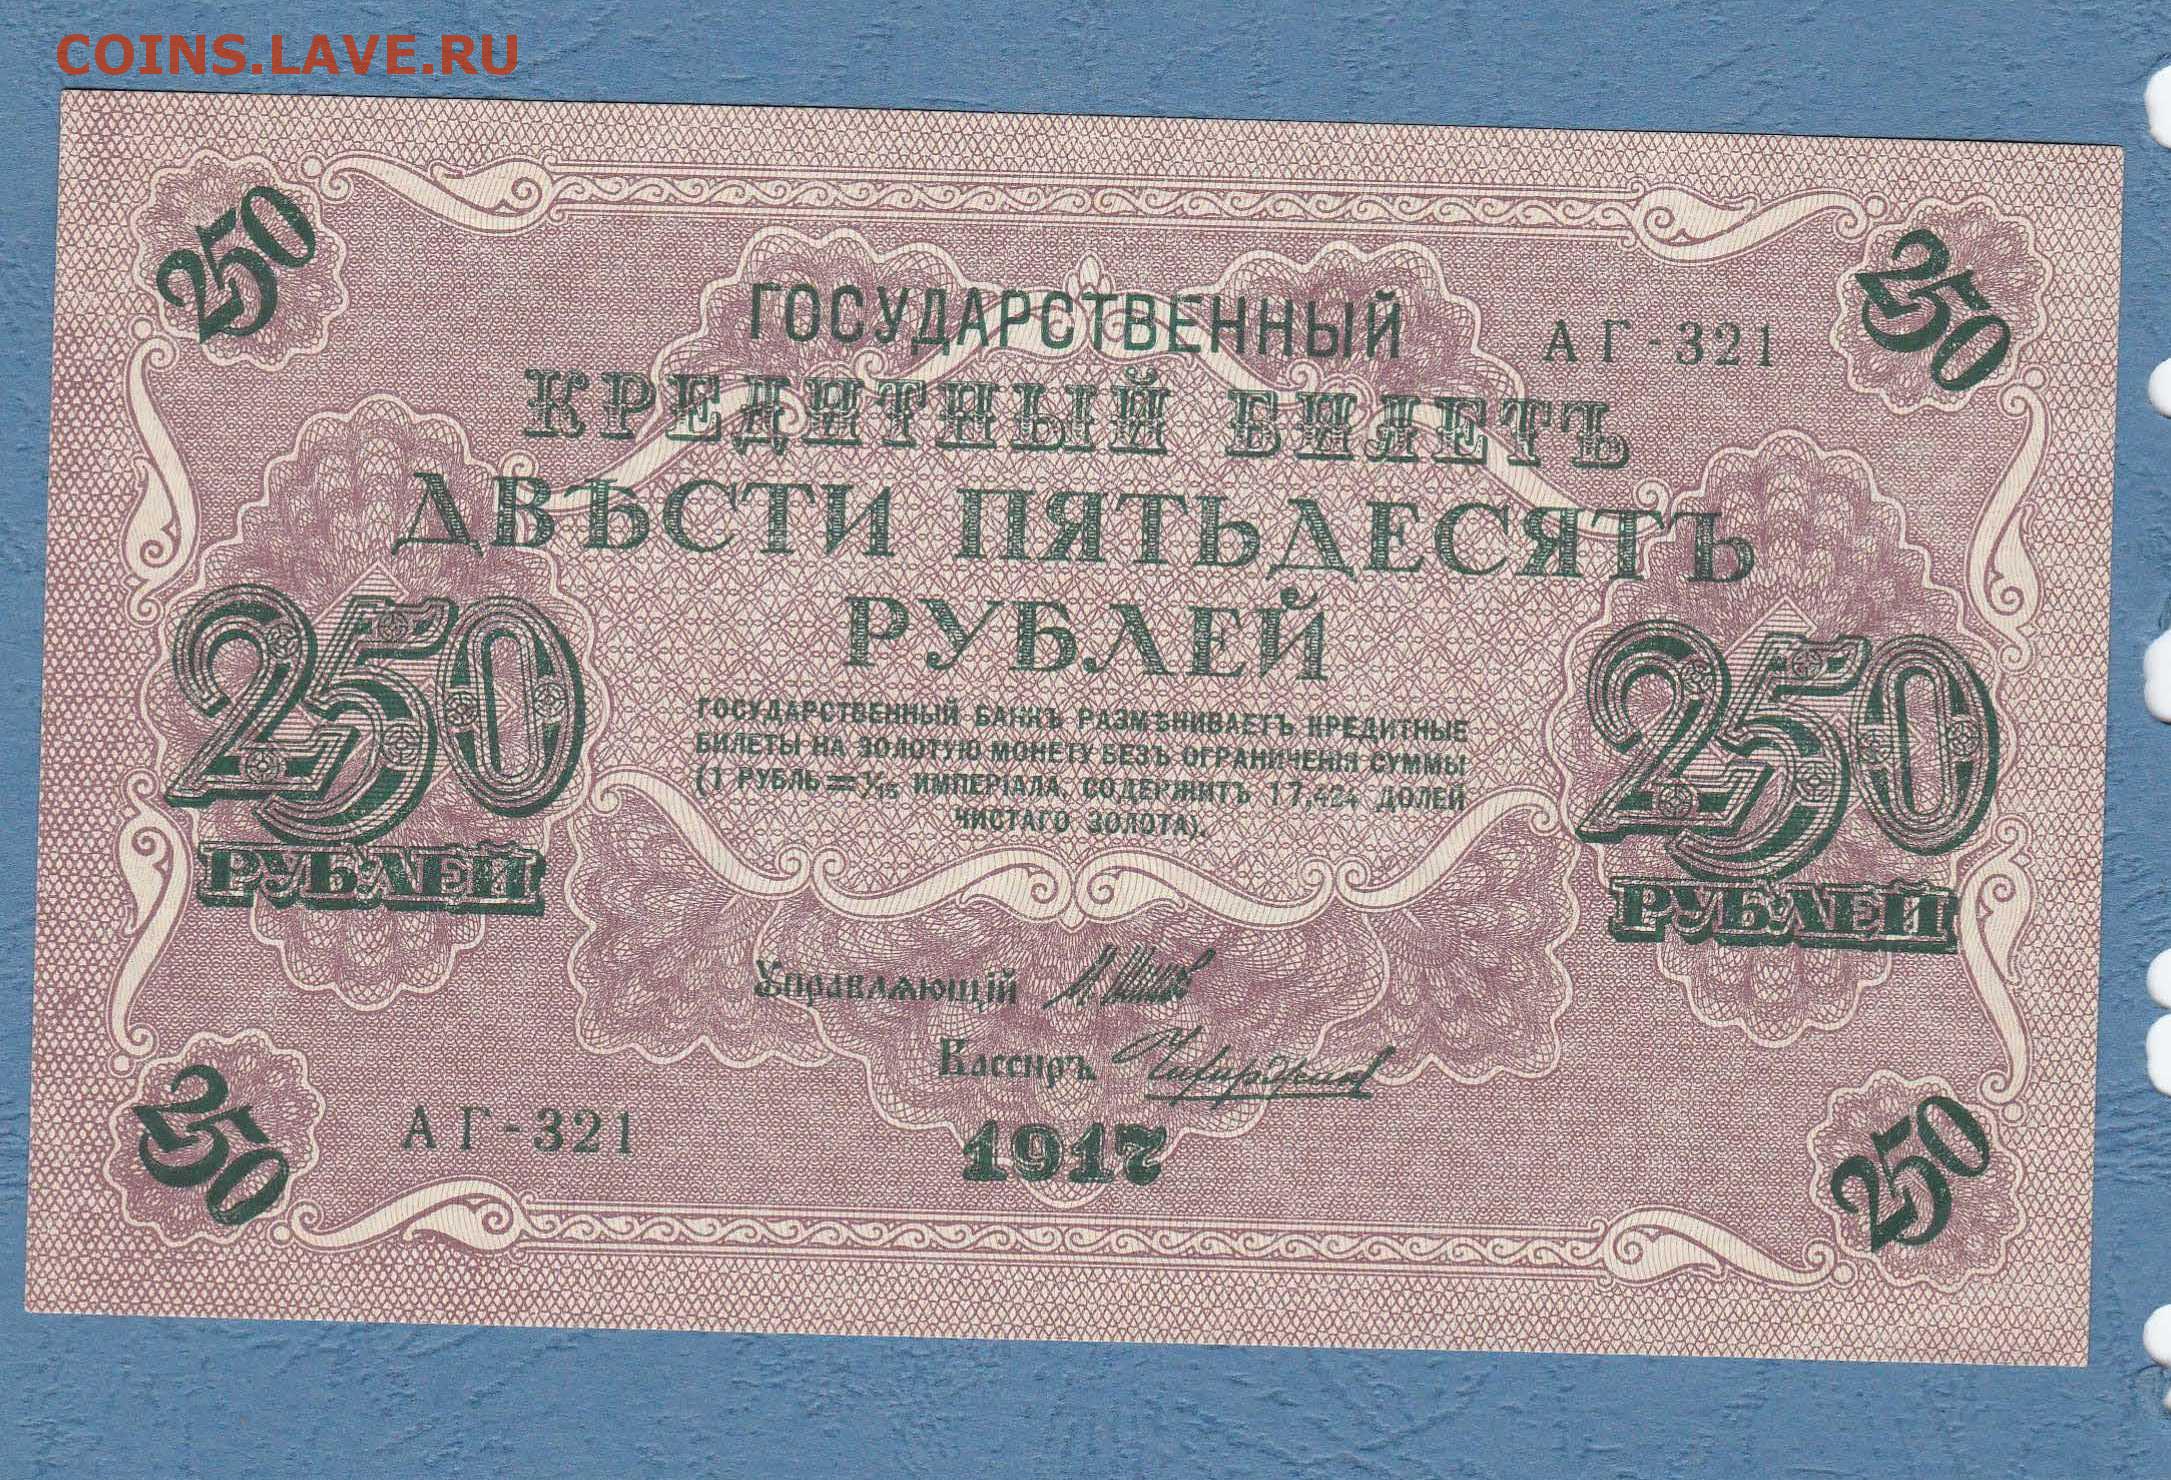 COINS.LAVE.RU
250
250
ГОСУДАРСТВЕННЫЙ
АГ-321
КРЕДИТНЫЙ БИЛЕТЪ
ДВѢСТИ ПЯТЬДЕСЯТЪ
РУБЛЕЙ
250
РУБЛЕЙ
250
РУБЛЕЙ
ГОСУДАРСТВЕННЫЙ БАНКЪ РАЗМѢНИВАЕТЪ КРЕДИТНЫЕ
БИЛЕТЫ НА ЗОЛОТУЮ МОНЕТУ БЕЗЪ ОГРАНИЧЕНІЯ СУММЫ
(1 РУБЛЬ = 1/15 ИМПЕРІАЛА, СОДЕРЖИТЪ 17,424 ДОЛЕЙ
ЧИСТАГО ЗОЛОТА).
Управляющій И. Шипов
Кассиръ
АГ-321
1917
250
250